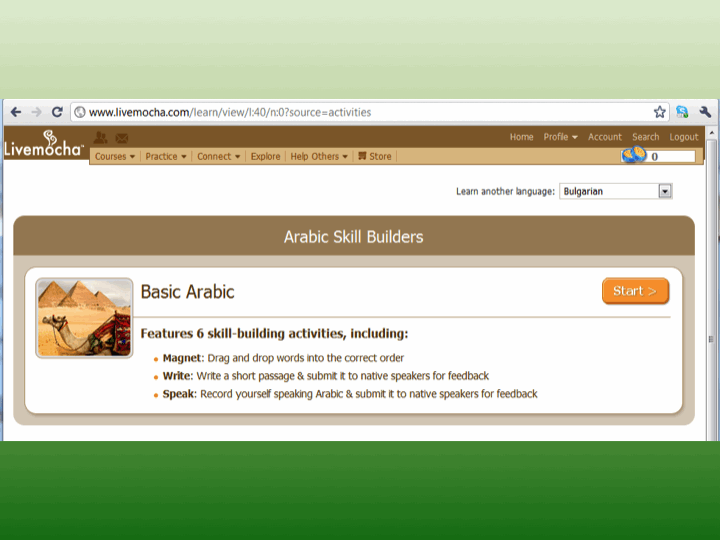 www.livemocha.com/learn/view/l:40/n:0?source=activities
Livemocha™
Home Profile Account Search Logout
Courses Practice Connect Explore Help Others Store
0
Learn another language: Bulgarian
Arabic Skill Builders
Basic Arabic
Start >
Features 6 skill-building activities, including:
• Magnet: Drag and drop words into the correct order
• Write: Write a short passage & submit it to native speakers for feedback
• Speak: Record yourself speaking Arabic & submit it to native speakers for feedback